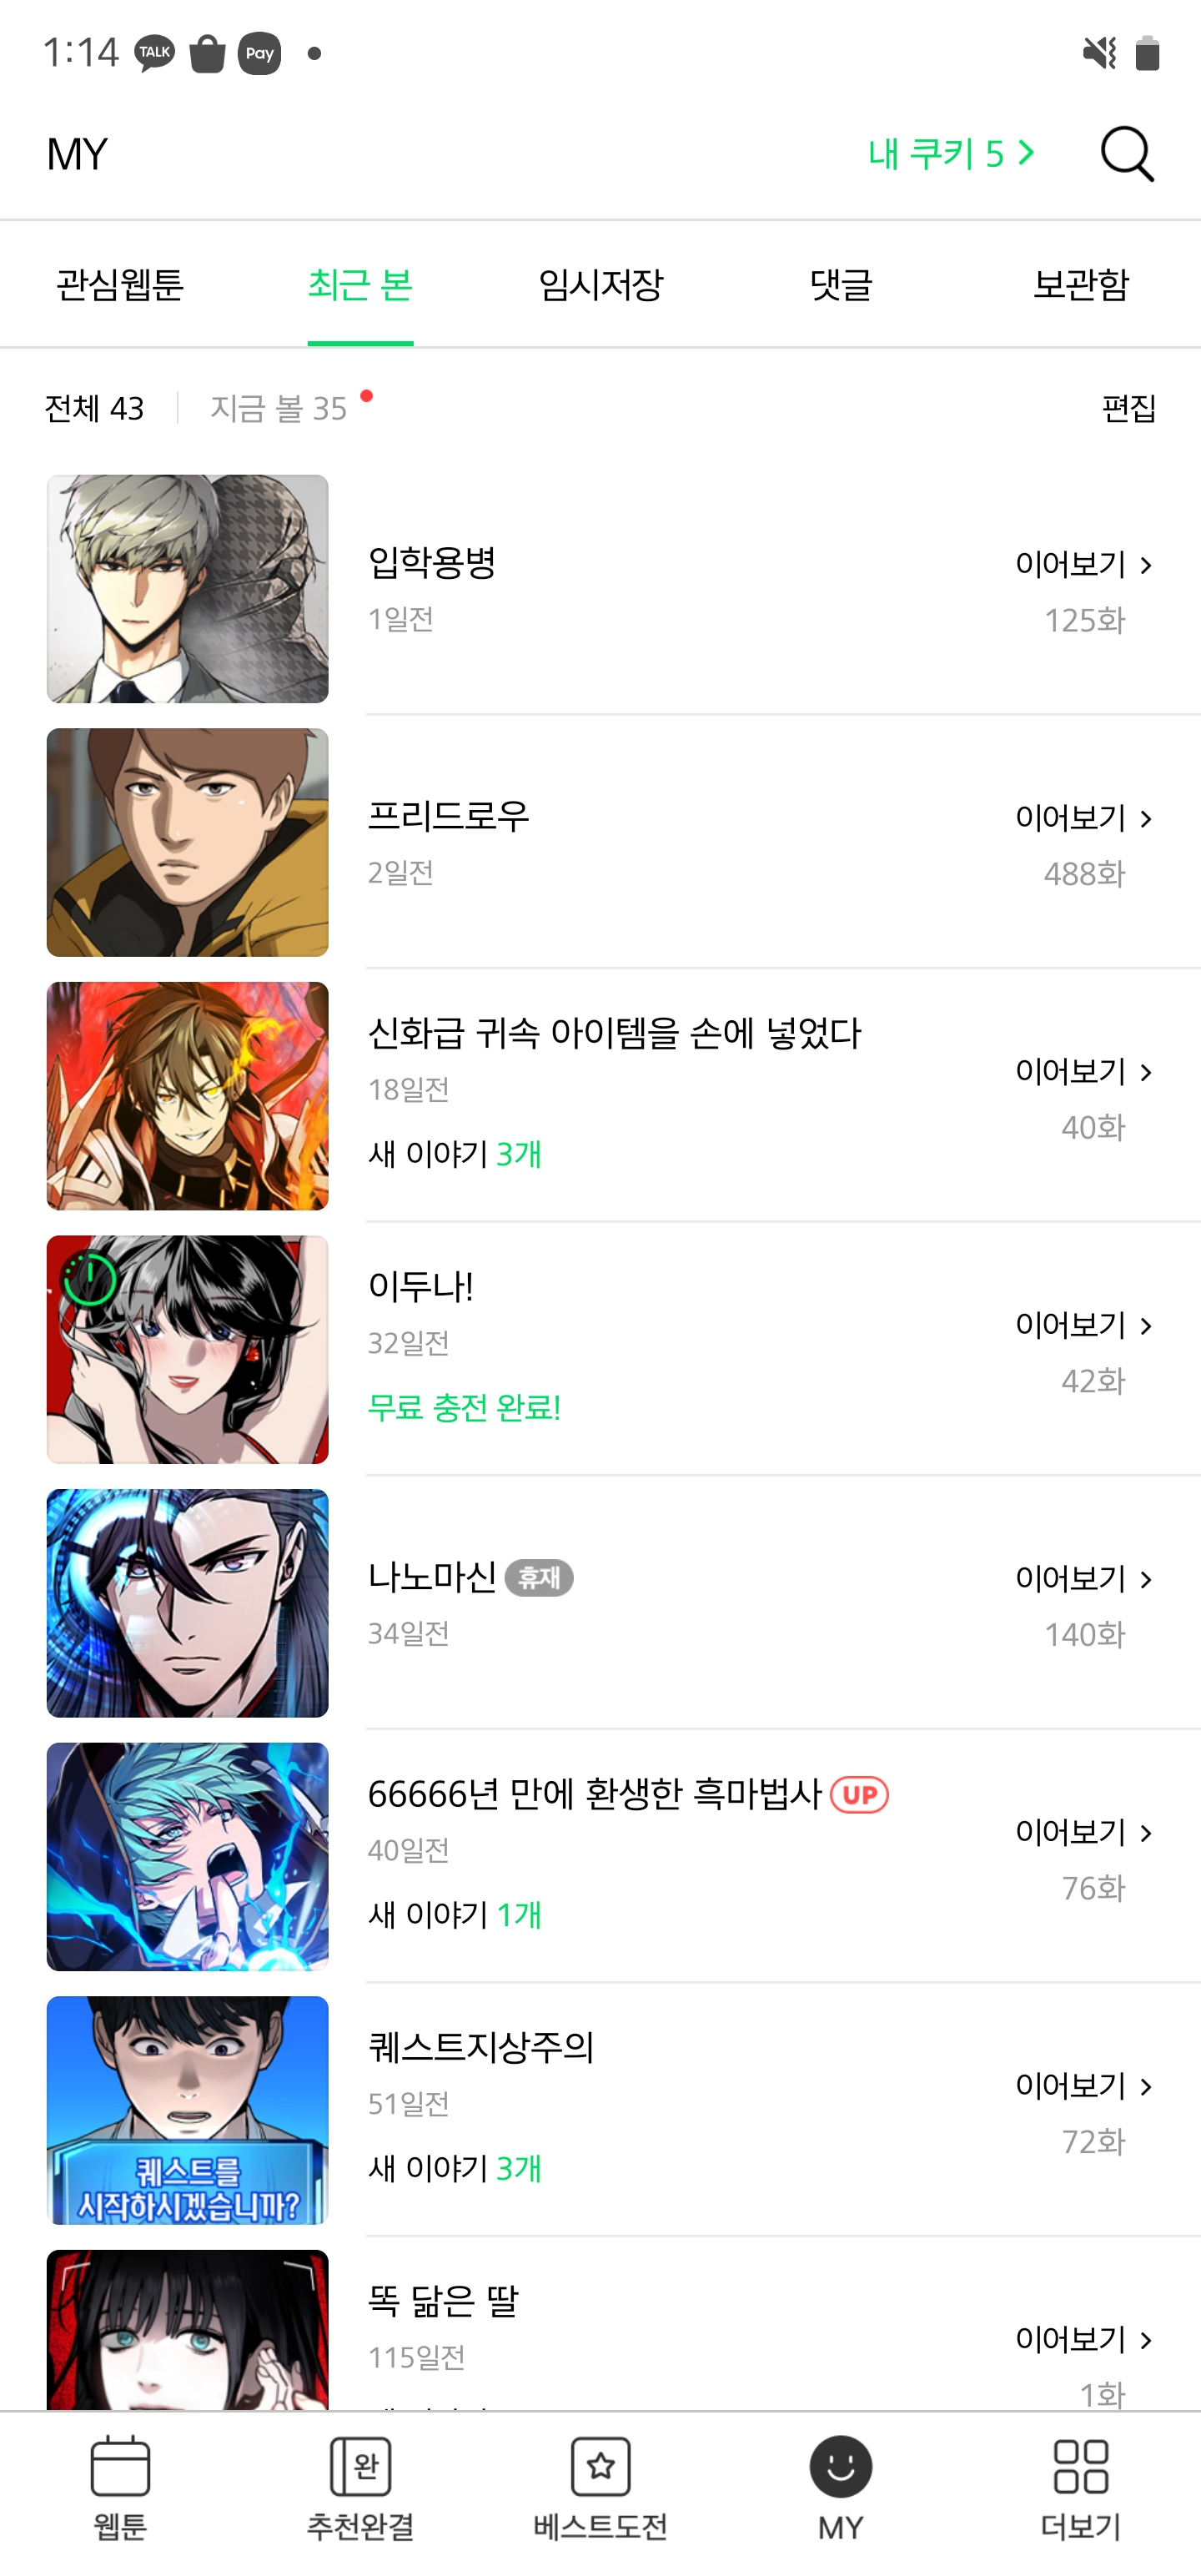 1:14 TALK Pay
MY 내 쿠키 5
관심웹툰 최근 본 임시저장 댓글 보관함
전체 43 지금 볼 35 편집
입학용병 이어보기
1일전 125화
프리드로우 이어보기
2일전 488화
신화급 귀속 아이템을 손에 넣었다
18일전 이어보기
새 이야기 3개 40화
이두나!
32일전 이어보기
무료 충전 완료! 42화
나노마신 휴재 이어보기
34일전 140화
66666년 만에 환생한 흑마법사 UP
40일전 이어보기
새 이야기 1개 76화
퀘스트를
시작하시겠습니까?
퀘스트지상주의
51일전 이어보기
새 이야기 3개 72화
똑 닮은 딸
115일전 이어보기
1화
완
웹툰 추천완결 베스트도전 MY 더보기